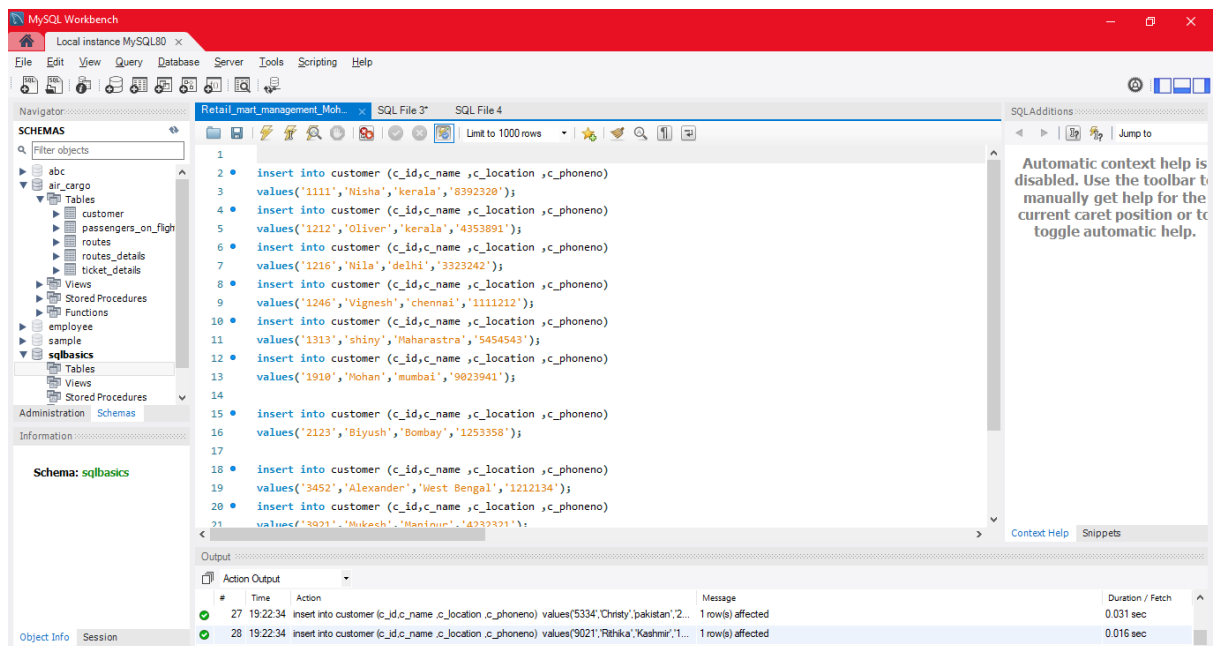 MySQL Workbench
Local instance MySQL80
File Edit View Query Database Server Tools Scripting Help
Navigator
SCHEMAS
Filter objects
abc
air_cargo
Tables
customer
passengers_on_fligh
routes
routes_details
ticket_details
Views
Stored Procedures
Functions
employee
sample
sqlbasics
Tables
Views
Stored Procedures
Administration Schemas
Information
Schema: sqlbasics
Object Info Session
Retail_mart_management_Moh... SQL File 3* SQL File 4
Limit to 1000 rows
1
2 insert into customer (c_id,c_name ,c_location ,c_phoneno)
3 values('1111','Nisha','kerala','8392320');
4 insert into customer (c_id,c_name ,c_location ,c_phoneno)
5 values('1212','Oliver','kerala','4353891');
6 insert into customer (c_id,c_name ,c_location ,c_phoneno)
7 values('1216','Nila','delhi','3323242');
8 insert into customer (c_id,c_name ,c_location ,c_phoneno)
9 values('1246','Vignesh','chennai','1111212');
10 insert into customer (c_id,c_name ,c_location ,c_phoneno)
11 values('1313','shiny','Maharastra','5454543');
12 insert into customer (c_id,c_name ,c_location ,c_phoneno)
13 values('1910','Mohan','mumbai','9023941');
14
15 insert into customer (c_id,c_name ,c_location ,c_phoneno)
16 values('2123','Biyush','Bombay','1253358');
17
18 insert into customer (c_id,c_name ,c_location ,c_phoneno)
19 values('3452','Alexander','West Bengal','1212134');
20 insert into customer (c_id,c_name ,c_location ,c_phoneno)
21 values('3921','Mukesh','Manipur','4232321');
Output
Action Output
# Time Action Message Duration / Fetch
27 19:22:34 insert into customer (c_id,c_name ,c_location ,c_phoneno) values('5334','Christy','pakistan','2... 1 row(s) affected 0.031 sec
28 19:22:34 insert into customer (c_id,c_name ,c_location ,c_phoneno) values('9021','Rithika','Kashmir','1... 1 row(s) affected 0.016 sec
SQLAdditions
Jump to
Automatic context help is
disabled. Use the toolbar t
manually get help for the
current caret position or to
toggle automatic help.
Context Help Snippets